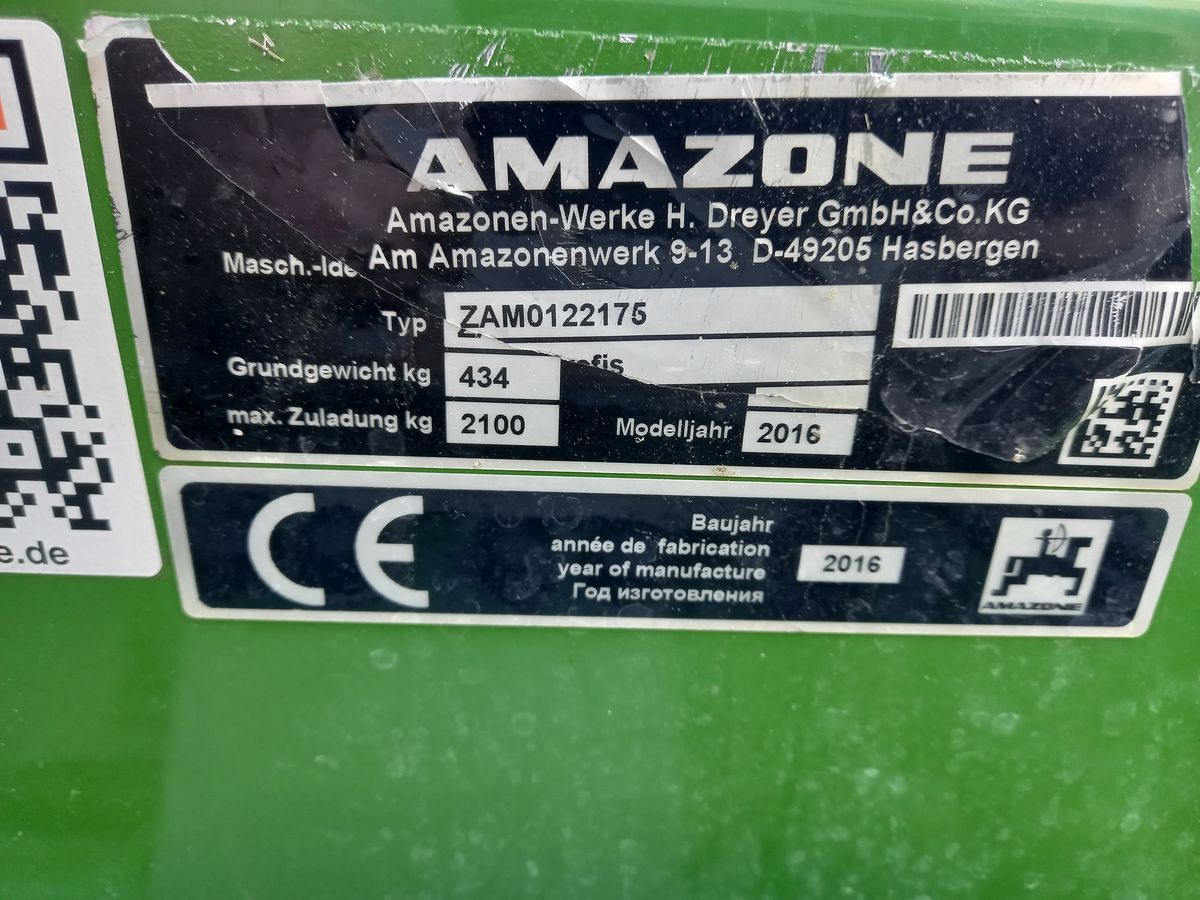 AMAZONE
Amazonen-Werke H. Dreyer GmbH&Co.KG
Am Amazonenwerk 9-13 D-49205 Hasbergen
Masch.-Ide
ZAM0122175
Typ
rofis
Grundgewicht kg 434
max. Zuladung kg 2100 Modelljahr 2016
CE
Baujahr
année de fabrication
year of manufacture
Год изготовления
2016
AMAZONE
e.de